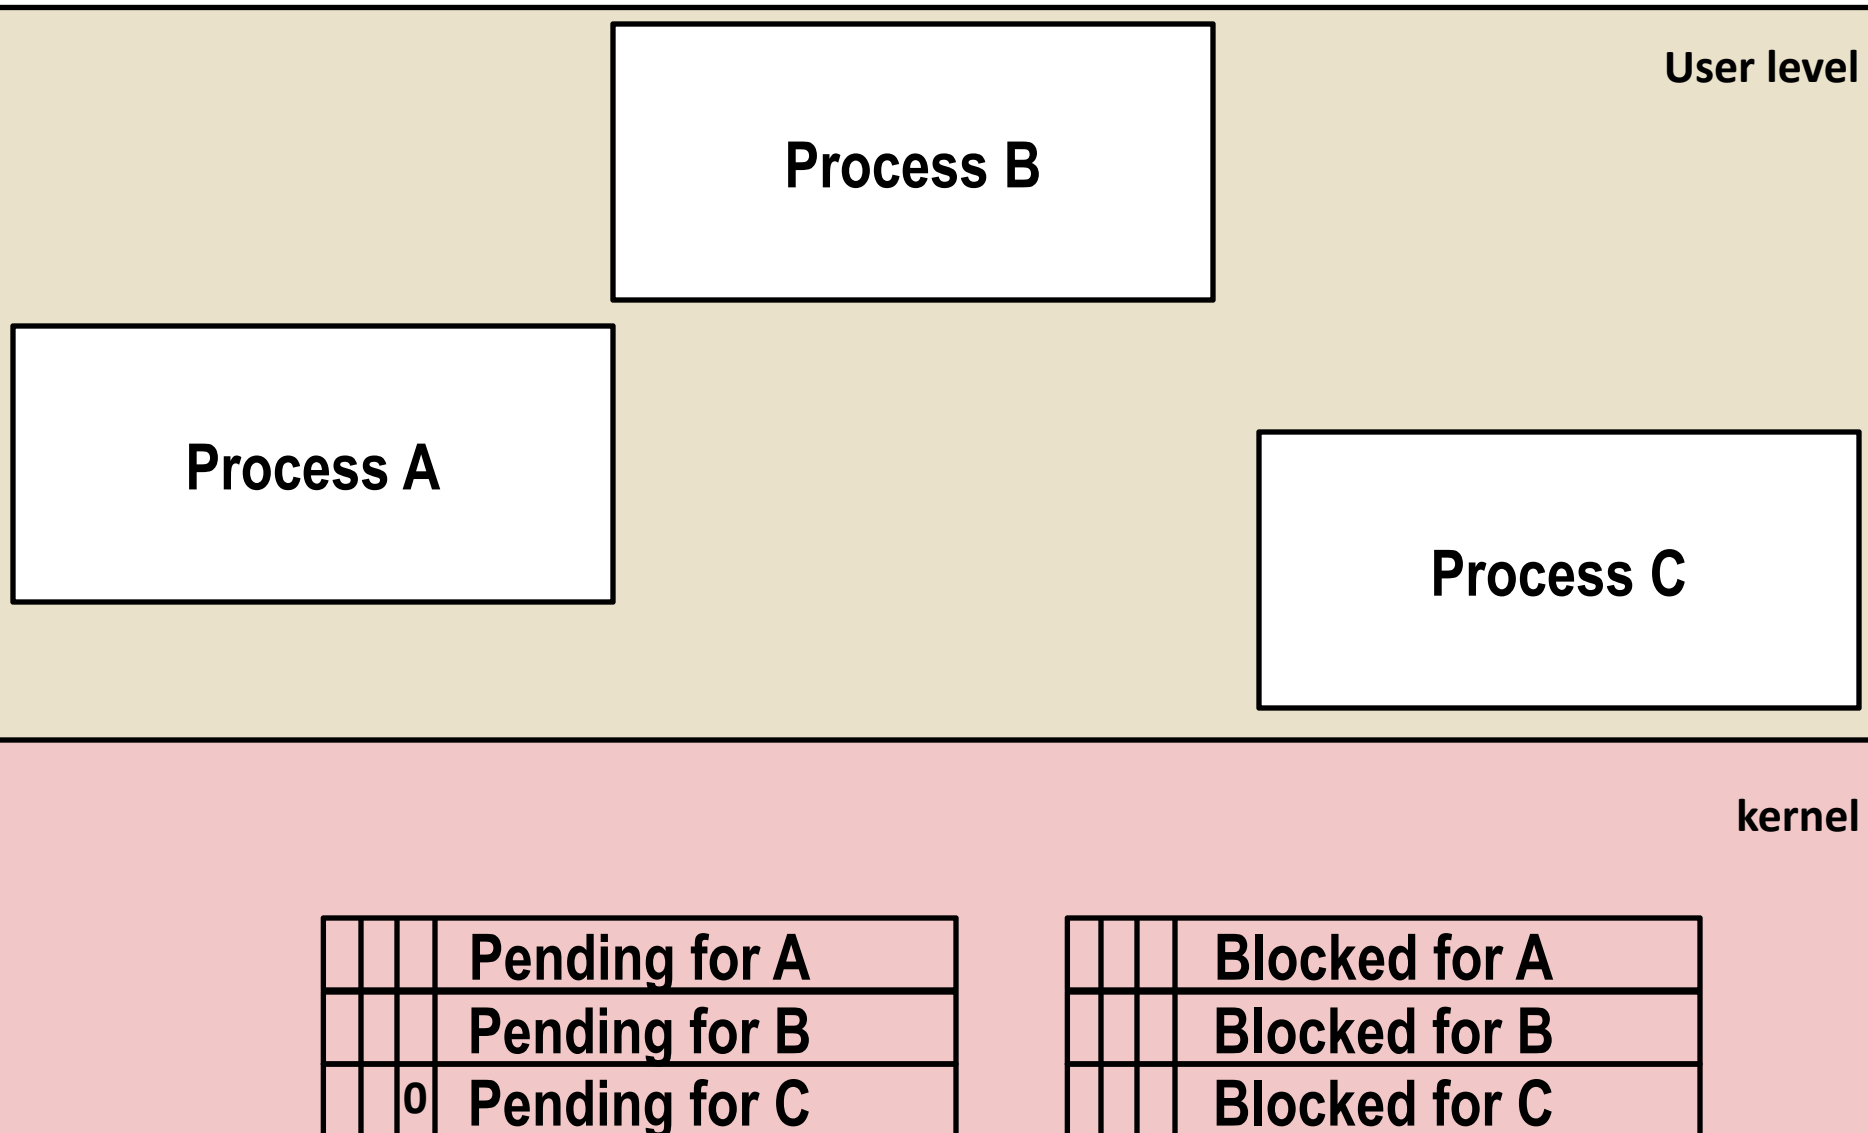 User level
Process B
Process A
Process C
kernel
Pending for A
Blocked for A
Pending for B
Blocked for B
0 Pending for C
Blocked for C